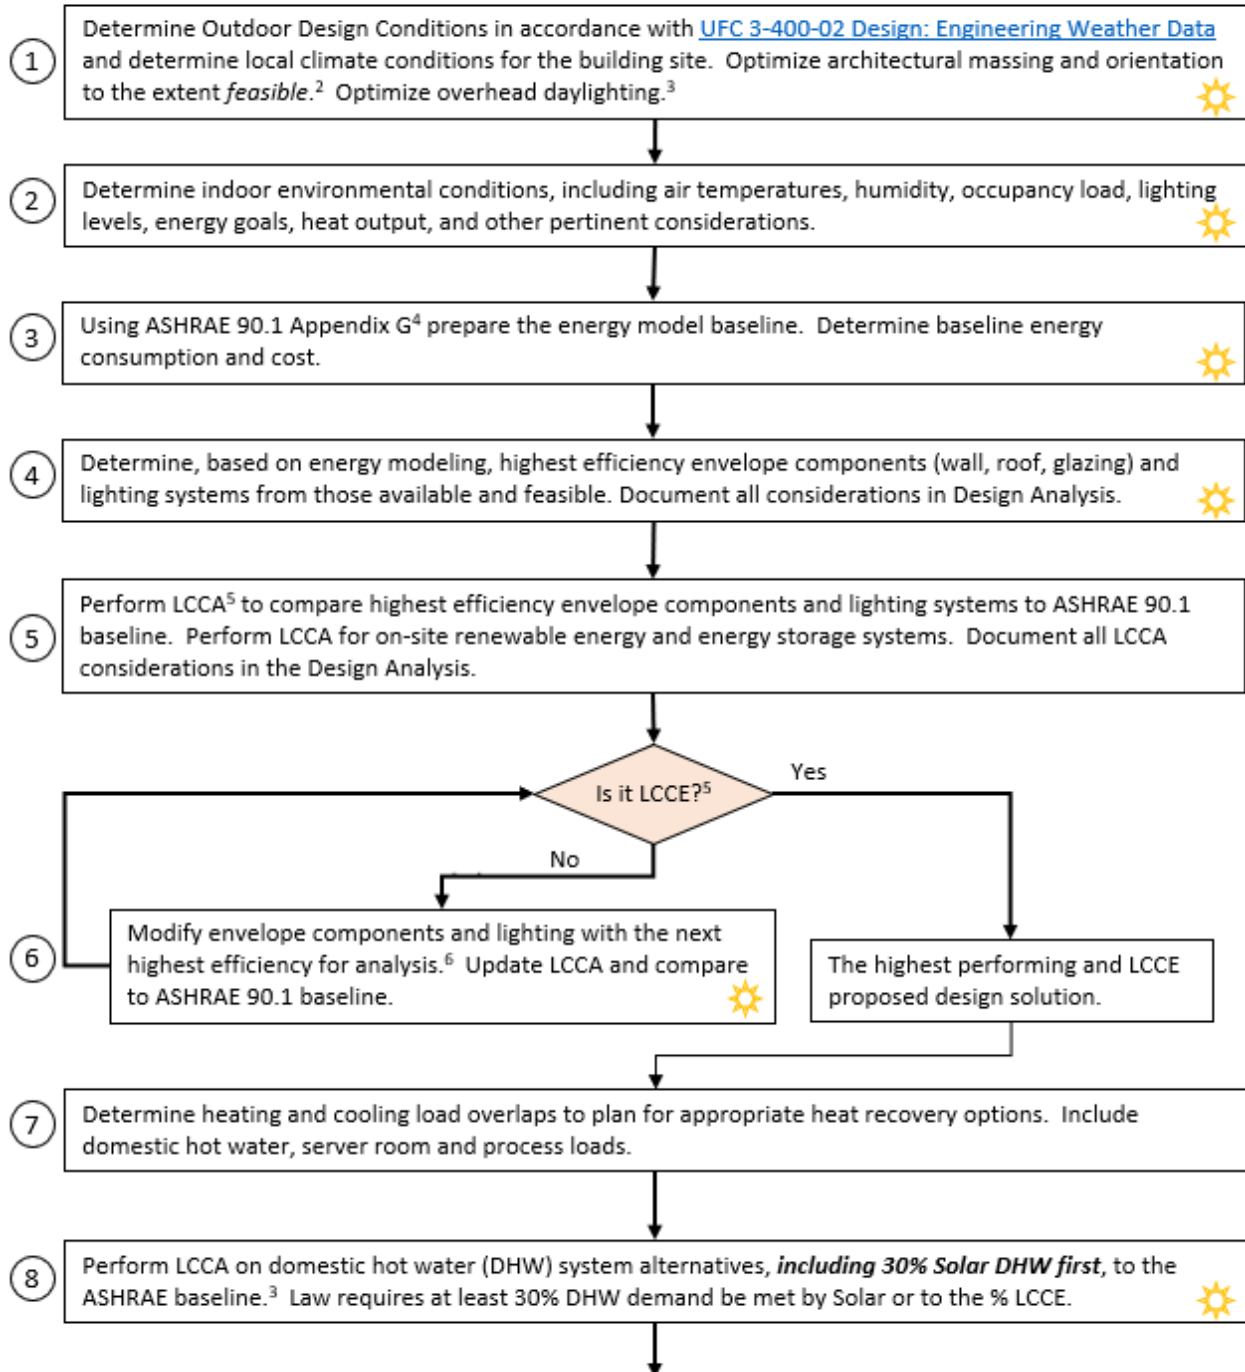 1
Determine Outdoor Design Conditions in accordance with UFC 3-400-02 Design: Engineering Weather Data
and determine local climate conditions for the building site. Optimize architectural massing and orientation
to the extent feasible.² Optimize overhead daylighting.³
2
Determine indoor environmental conditions, including air temperatures, humidity, occupancy load, lighting
levels, energy goals, heat output, and other pertinent considerations.
3
Using ASHRAE 90.1 Appendix G⁴ prepare the energy model baseline. Determine baseline energy
consumption and cost.
4
Determine, based on energy modeling, highest efficiency envelope components (wall, roof, glazing) and
lighting systems from those available and feasible. Document all considerations in Design Analysis.
5
Perform LCCA⁵ to compare highest efficiency envelope components and lighting systems to ASHRAE 90.1
baseline. Perform LCCA for on-site renewable energy and energy storage systems. Document all LCCA
considerations in the Design Analysis.
Is it LCCE?⁵
Yes
No
6
Modify envelope components and lighting with the next
highest efficiency for analysis.⁶ Update LCCA and compare
to ASHRAE 90.1 baseline.
The highest performing and LCCE
proposed design solution.
7
Determine heating and cooling load overlaps to plan for appropriate heat recovery options. Include
domestic hot water, server room and process loads.
8
Perform LCCA on domestic hot water (DHW) system alternatives, including 30% Solar DHW first, to the
ASHRAE baseline.³ Law requires at least 30% DHW demand be met by Solar or to the % LCCE.